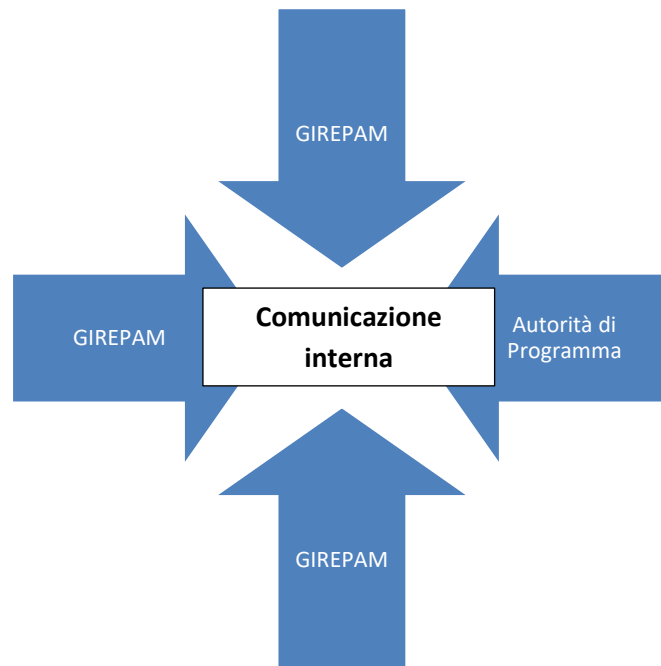 GIREPAM
GIREPAM
Comunicazione
interna
Autorità di
Programma
GIREPAM